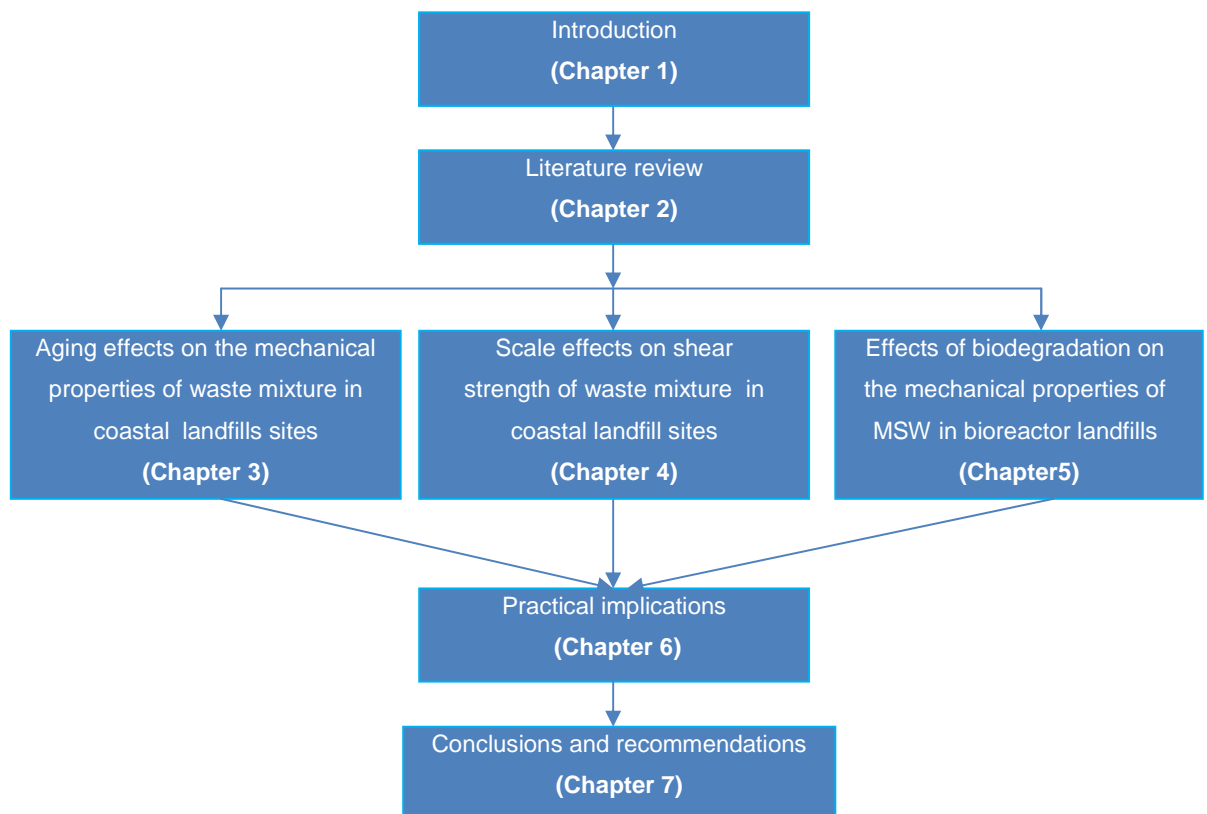 Introduction
(Chapter 1)
Literature review
(Chapter 2)
Aging effects on the mechanical
properties of waste mixture in
coastal landfills sites
(Chapter 3)
Scale effects on shear
strength of waste mixture in
coastal landfill sites
(Chapter 4)
Effects of biodegradation on
the mechanical properties of
MSW in bioreactor landfills
(Chapter5)
Practical implications
(Chapter 6)
Conclusions and recommendations
(Chapter 7)